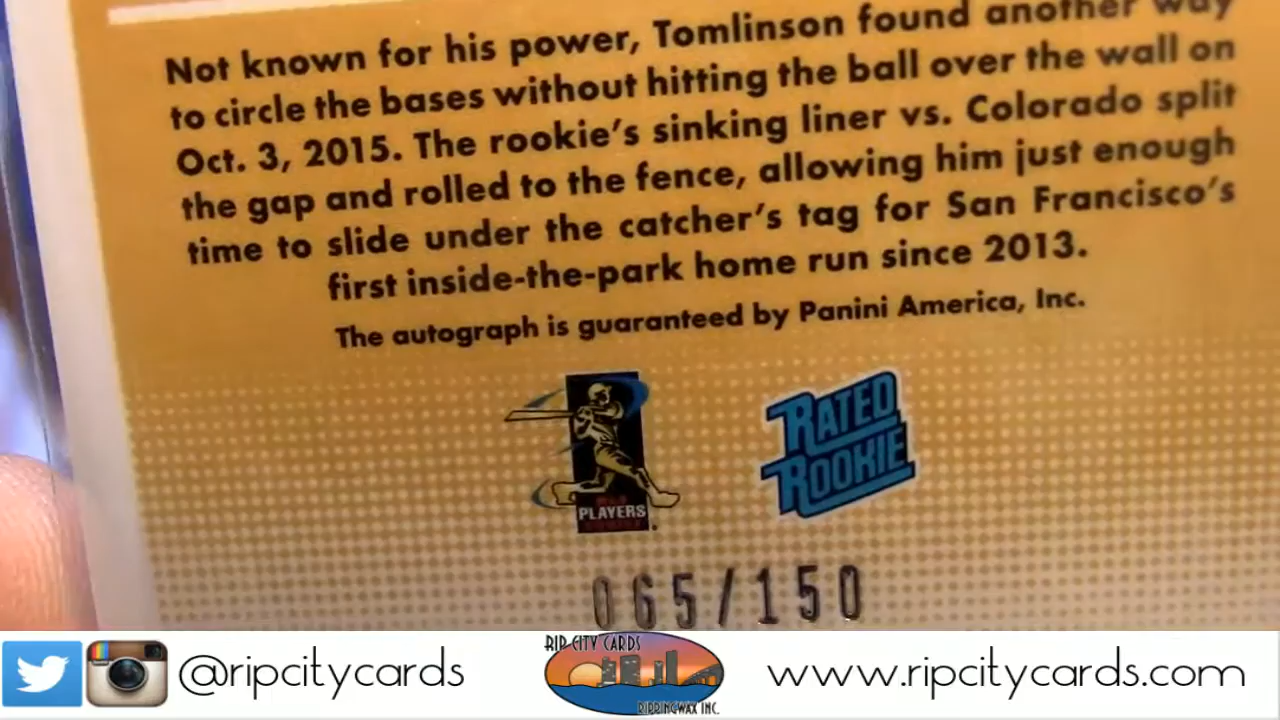 Not known for his power, Tomlinson found another way
to circle the bases without hitting the ball over the wall on
Oct. 3, 2015. The rookie's sinking liner vs. Colorado split
the gap and rolled to the fence, allowing him just enough
time to slide under the catcher's tag for San Francisco's
first inside-the-park home run since 2013.
The autograph is guaranteed by Panini America, Inc.
PLAYERS
RATED
ROOKIE
065/150
@ripcitycards
RIP CITY CARDS
RIPPINGWAX INC.
www.ripcitycards.com